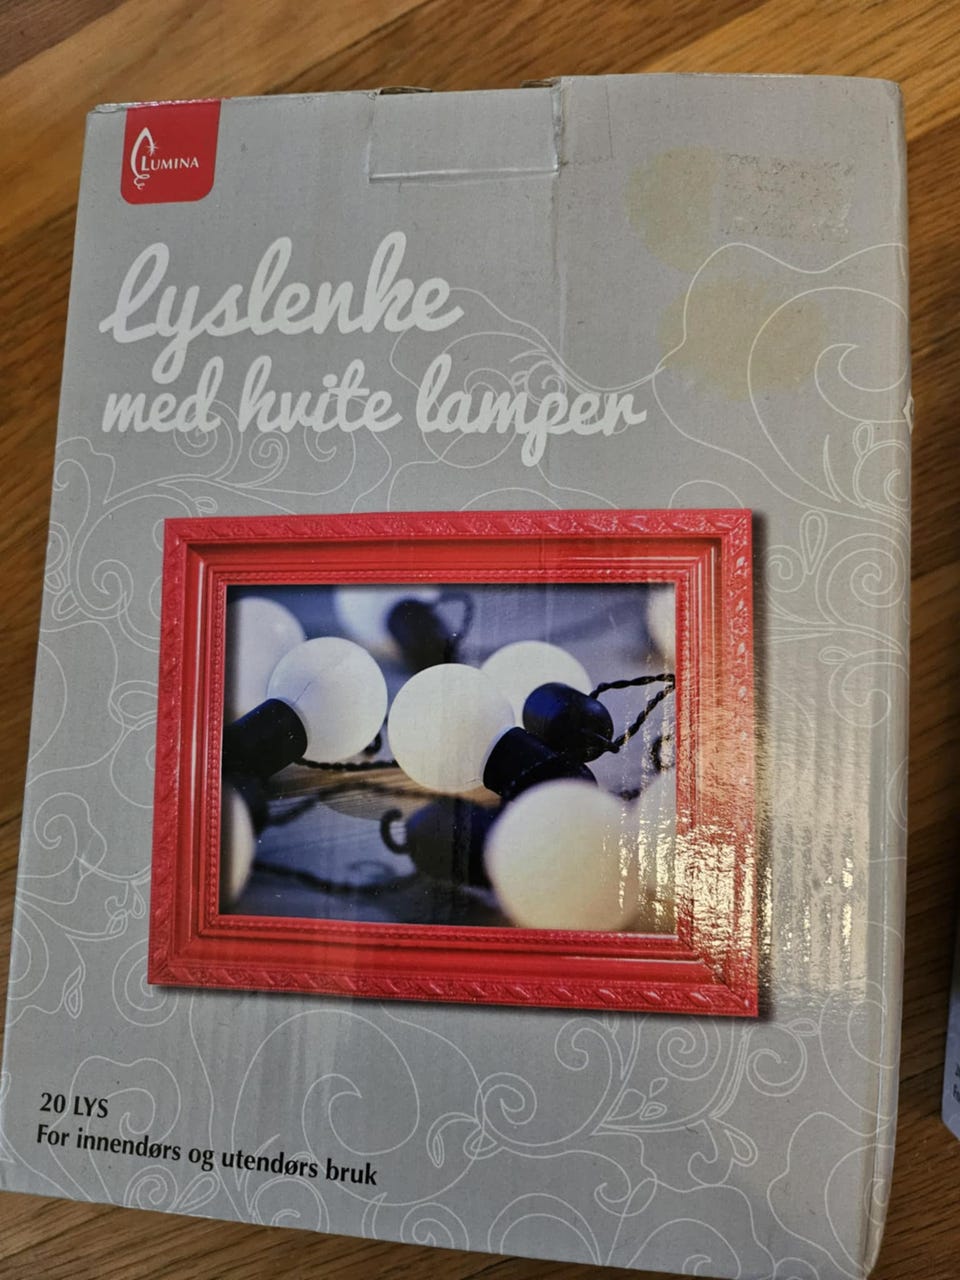 LUMINA
Lyslenke
med hvite lamper
20 LYS
For innendørs og utendørs bruk